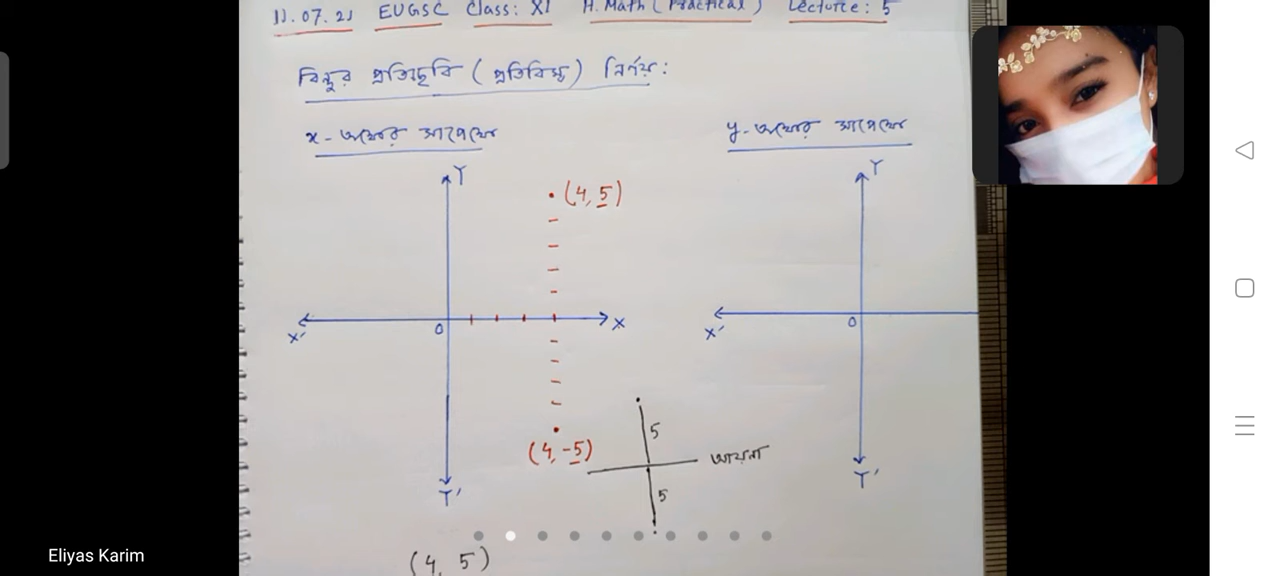 11.07.21 EUGSC Class: XI H.Math (Practical) Lecture: 5
বিন্দুর প্রতিচ্ছবি (প্রতিবিম্ব) নির্ণয়:
x-অক্ষের সাপেক্ষে
y-অক্ষের সাপেক্ষে
Y
Y
(4, 5)
X'
O
X
X'
O
5
(4, -5)
আয়না
5
Y'
Y'
(4, 5)
Eliyas Karim